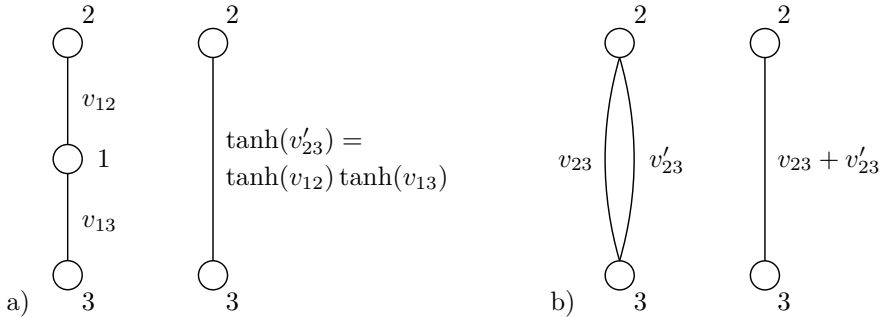 2
2
v12
1
tanh(v′23) =
tanh(v12) tanh(v13)
v13
a)
3
3
2
2
v23
v′23
v23 + v′23
b)
3
3